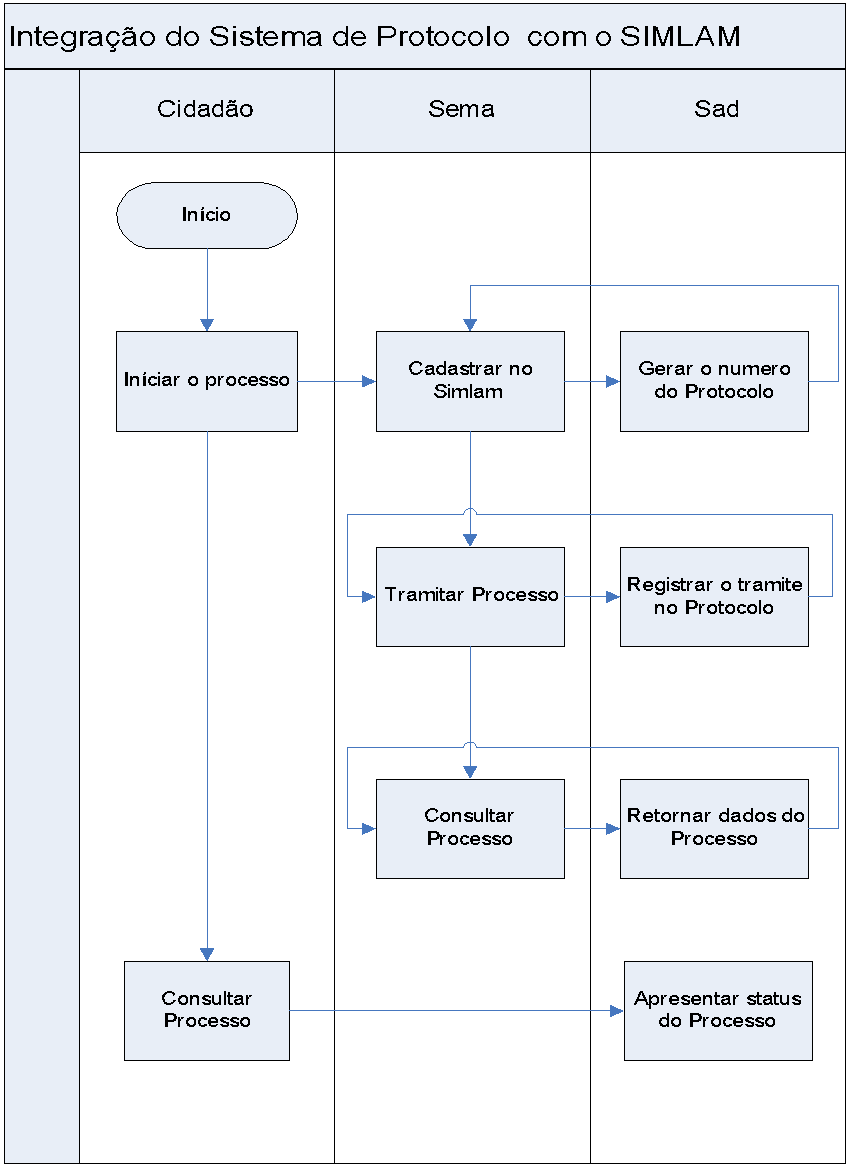 Integração do Sistema de Protocolo com o SIMLAM
Cidadão
Sema
Sad
Início
Iníciar o processo
Cadastrar no
Simlam
Gerar o numero
do Protocolo
Tramitar Processo
Registrar o tramite
no Protocolo
Consultar
Processo
Retornar dados do
Processo
Consultar
Processo
Apresentar status
do Processo